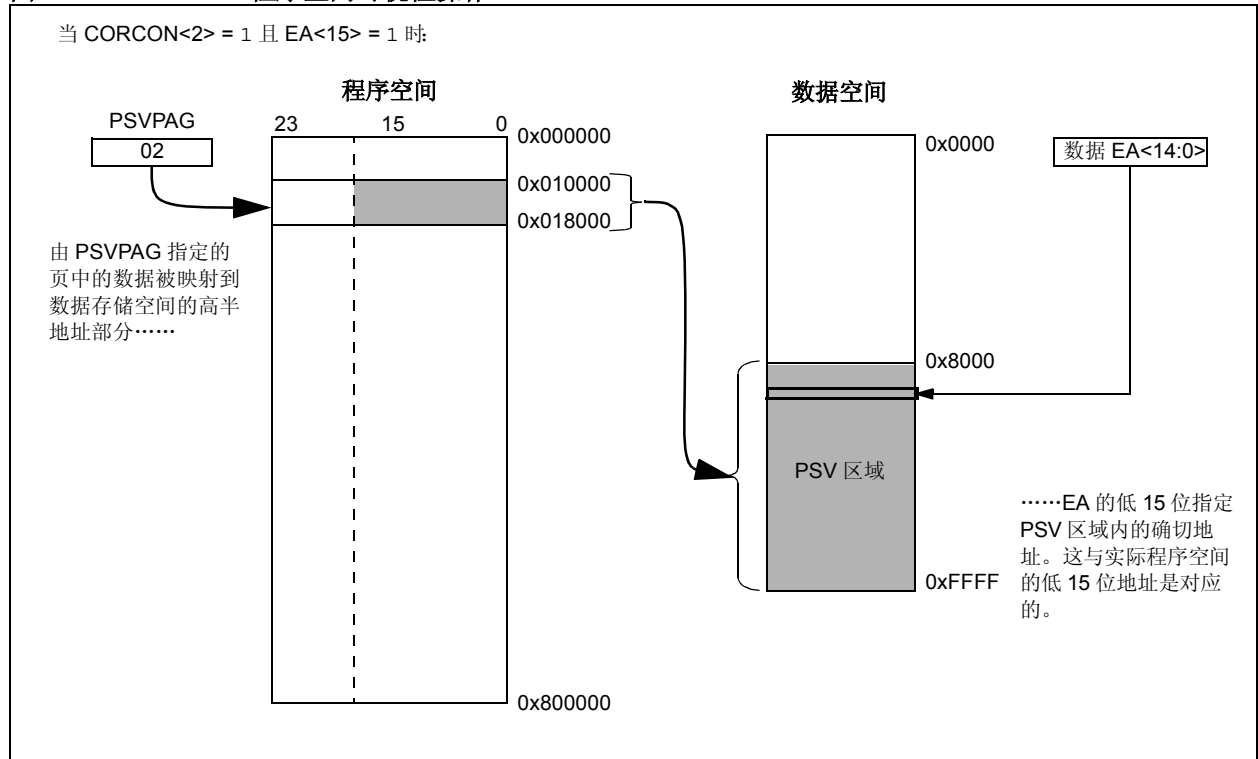 当 CORCON<2> = 1 且 EA<15> = 1 时:
程序空间
数据空间
PSVPAG
02
23
15
0
0x000000
0x010000
0x018000
0x800000
由 PSVPAG 指定的
页中的数据被映射到
数据存储空间的高半
地址部分……
0x0000
0x8000
PSV 区域
0xFFFF
数据 EA<14:0>
……EA 的低 15 位指定
PSV 区域内的确切地
址。这与实际程序空间
的低 15 位地址是对应
的。